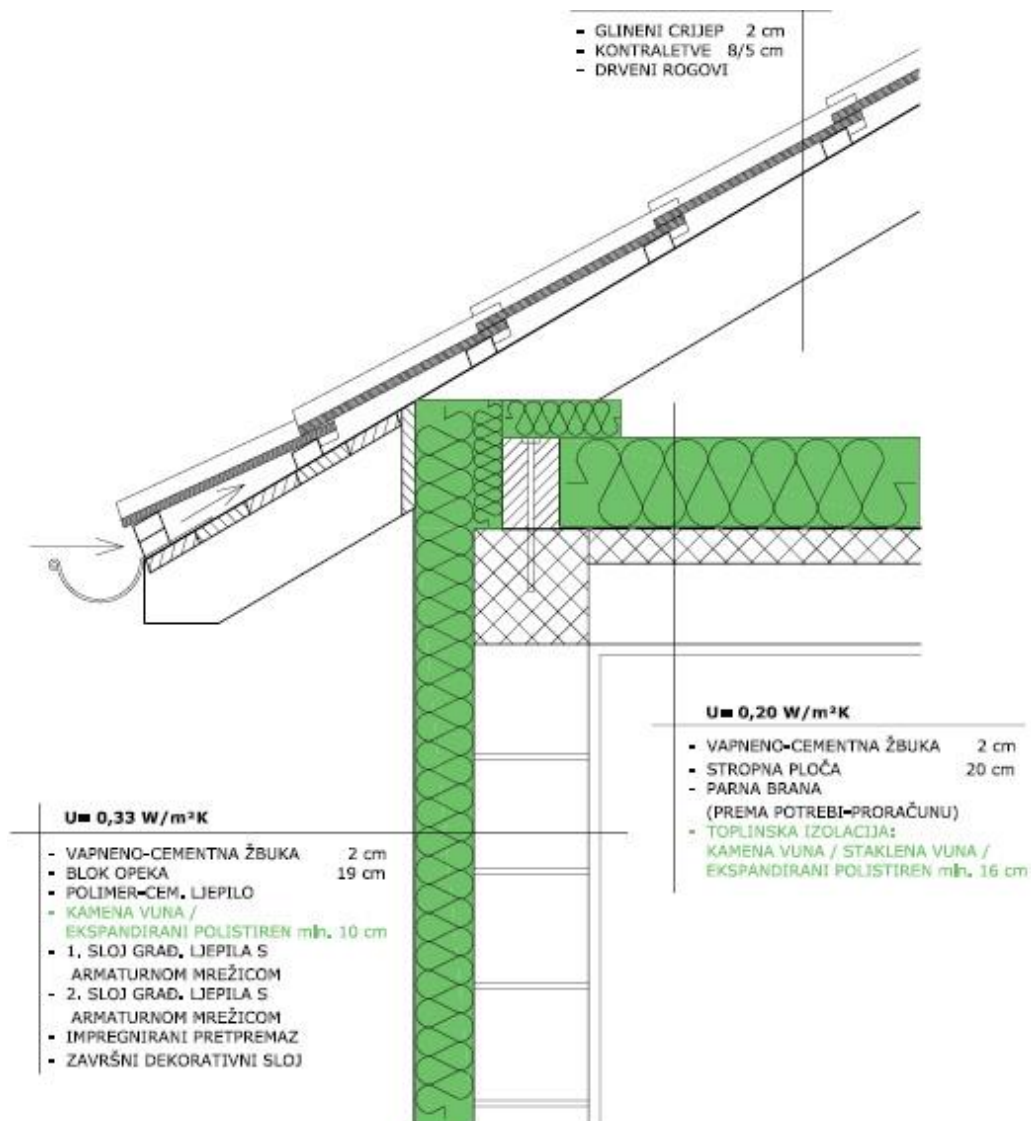 - GLINENI CRIJEP 2 cm
- KONTRALETVE 8/5 cm
- DRVENI ROGOVI
U= 0,20 W/m²K
- VAPNENO-CEMENTNA ŽBUKA 2 cm
- STROPNA PLOČA 20 cm
- PARNA BRANA
(PREMA POTREBI-PRORAČUNU)
- TOPLINSKA IZOLACIJA:
KAMENA VUNA / STAKLENA VUNA /
EKSPANDIRANI POLISTIREN min. 16 cm
U= 0,33 W/m²K
- VAPNENO-CEMENTNA ŽBUKA 2 cm
- BLOK OPEKA 19 cm
- POLIMER-CEM. LJEPILO
- KAMENA VUNA /
EKSPANDIRANI POLISTIREN min. 10 cm
- 1. SLOJ GRAĐ. LJEPILA S
ARMATURNOM MREŽICOM
- 2. SLOJ GRAĐ. LJEPILA S
ARMATURNOM MREŽICOM
- IMPREGNIRANI PRETPREMAZ
- ZAVRŠNI DEKORATIVNI SLOJ